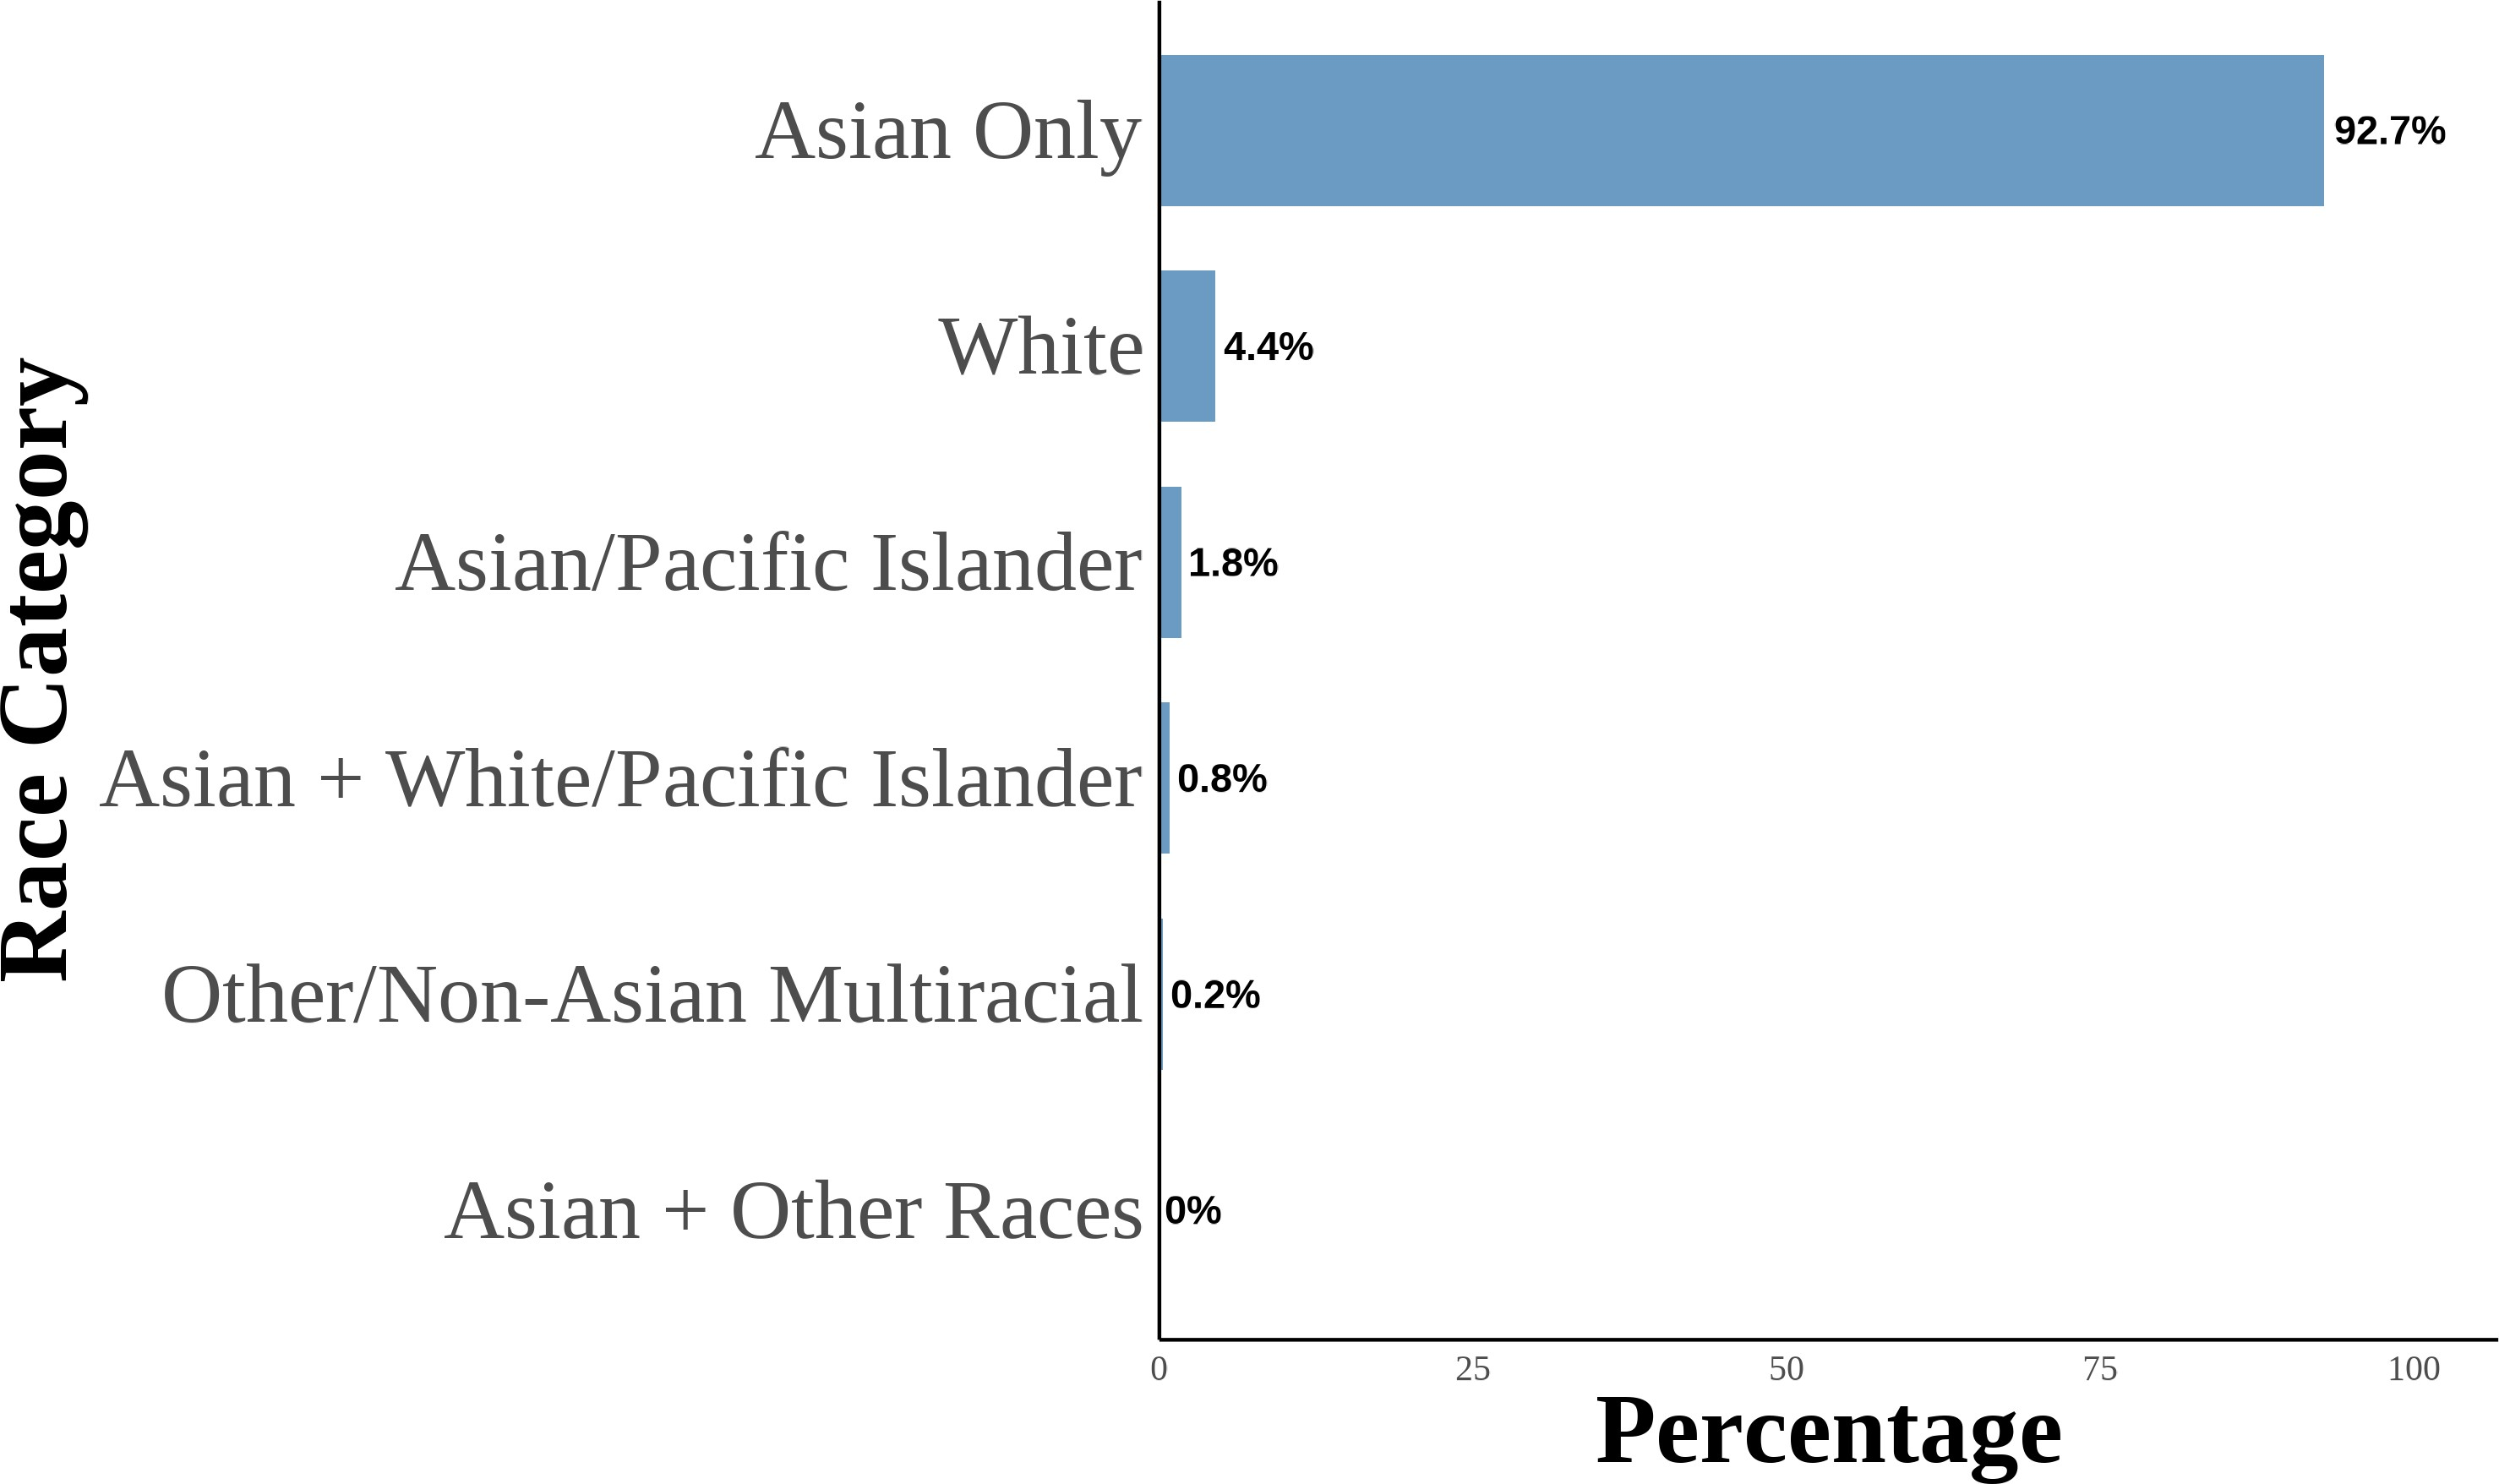 Race Category
Asian Only
92.7%
White
4.4%
Asian/Pacific Islander
1.8%
Asian + White/Pacific Islander
0.8%
Other/Non-Asian Multiracial
0.2%
Asian + Other Races
0%
0 25 50 75 100
Percentage